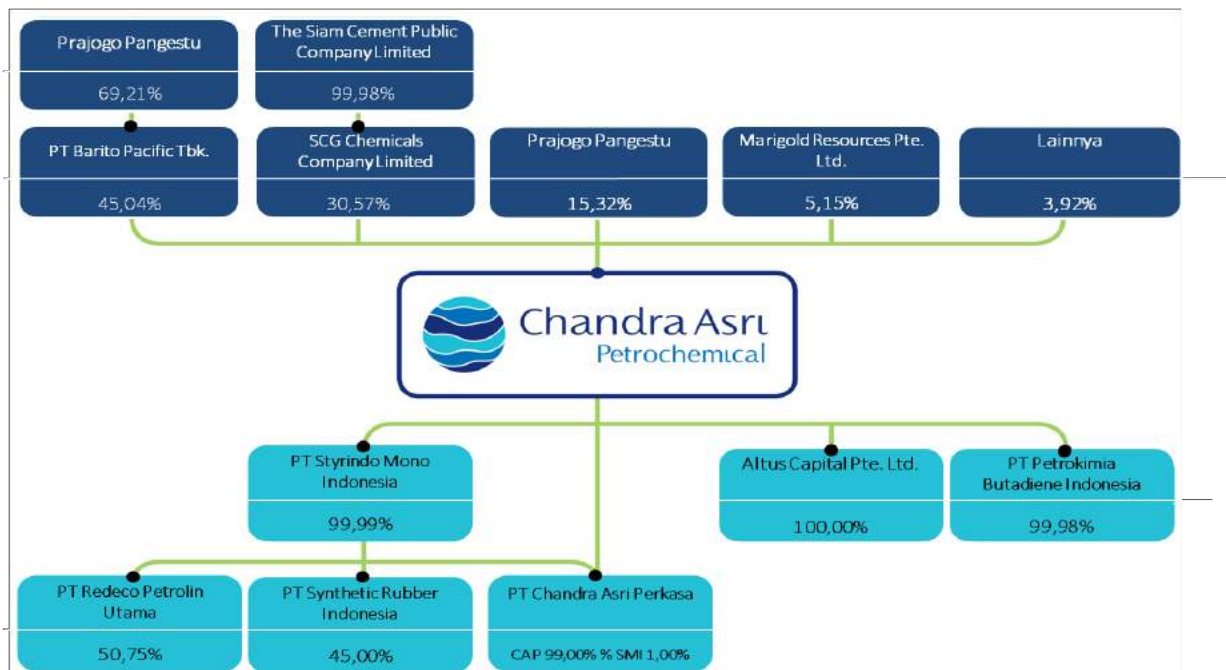 Prajogo Pangestu
69,21%
The Siam Cement Public
Company Limited
99,98%
PT Barito Pacific Tbk.
45,04%
SCG Chemicals
Company Limited
30,57%
Prajogo Pangestu
15,32%
Marigold Resources Pte.
Ltd.
5,15%
Lainnya
3,92%
Chandra Asri
Petrochemical
PT Styrindo Mono
Indonesia
99,99%
Altus Capital Pte. Ltd.
100,00%
PT Petrokimia
Butadiene Indonesia
99,98%
PT Redeco Petrolin
Utama
50,75%
PT Synthetic Rubber
Indonesia
45,00%
PT Chandra Asri Perkasa
CAP 99,00% % SMI 1,00%